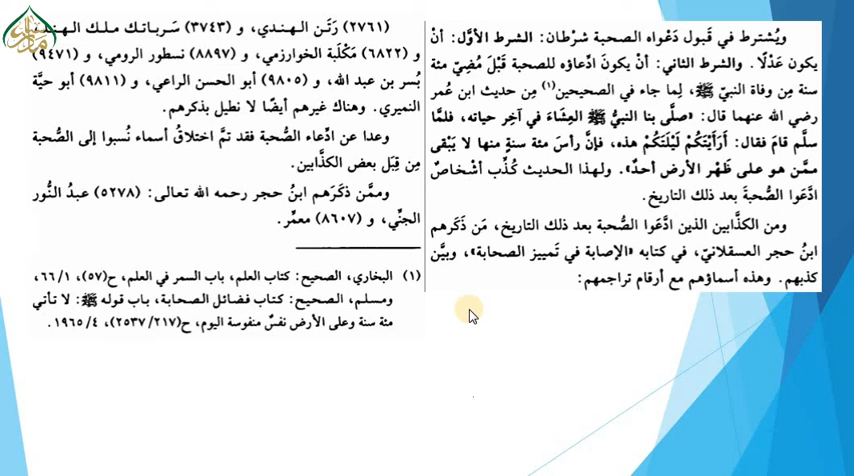 ويُشترط في قَبول دَعْواه الصحبة شرْطان: الشرط الأوَّل: أنْ
يكون عَدْلًا. والشرط الثاني: أنْ يكونَ ادِّعاؤه للصحبة قَبْلَ مُضِيّ مئة
سنة مِن وفاة النبيّ ﷺ، لِما جاء في الصحيحين(١) مِن حديث ابن عُمر
رضي الله عنهما قال: «صلَّى بنا النبيُّ ﷺ العِشَاءَ في آخِر حياته، فلمَّا
سلَّم قامَ فقال: أَرَأَيْتَكُمْ لَيْلَتَكُمْ هذه، فإنَّ رأسَ مئة سنةٍ منها لا يَبْقى
ممَّن هو على ظَهْر الأرض أحدٌ». ولهذا الحديث كُذِّب أشْخاصٌ
ادَّعَوا الصُّحبةَ بعد ذلك التاريخ.
ومن الكذَّابين الذين ادَّعَوا الصُّحبة بعد ذلك التاريخ، مَن ذَكَرهم
ابنُ حجر العسقلانيّ، في كتابه «الإصابة في تَمييز الصحابة»، وبيَّن
كذبهم. وهذه أسماؤهم مع أرقام تراجمهم:
(٢٧٦١) رَتَن الهندي، و (٣٧٤٣) سَرباتك ملك الهند،
و (٦٨٢٢) مَكْلَبة الخوارزمي، و (٨٨٩٧) نسطور الرومي، و (٩٤٧١)
بُسر بن عبد الله، و (٩٨٠٥) أبو الحسن الراعي، و (٩٨١١) أبو حيَّة
النميري. وهناك غيرهم أيضًا لا نطيل بذكرهم.
وعدا عن ادِّعاء الصُّحبة فقد تمَّ اختلاقُ أسماء نُسبوا إلى الصُّحبة
مِن قِبَل بعض الكذَّابين.
وممَّن ذكَرَهم ابنُ حجر رحمه الله تعالى: (٥٢٧٨) عبدُ النُّور
الجنِّي، و (٨٦٠٧) معمَّر.
(١) البخاري، الصحيح: كتاب العلم، باب السمر في العلم، ح(٥٧)، ٦٦/١،
ومسلم، الصحيح: كتاب فضائل الصحابة، باب قوله ﷺ: لا تأتي
مئة سنة وعلى الأرض نفسٌ منفوسة اليوم، ح(٢٥٣٧/٢١٧)، ١٩٦٥/٤.